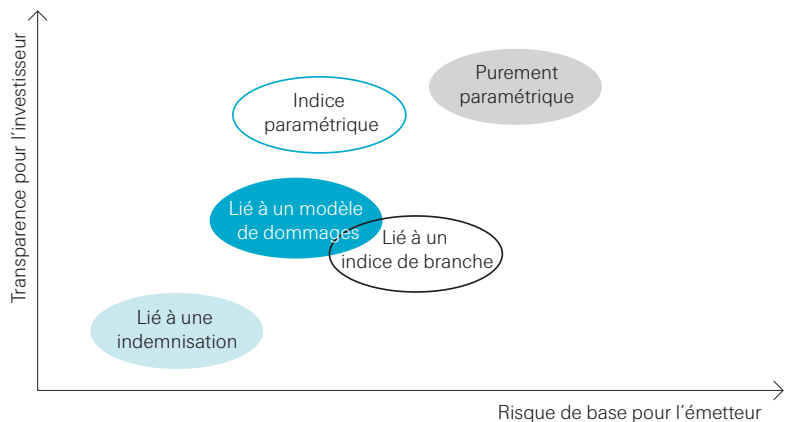 Transparence pour l´investisseur
Purement
paramétrique
Indice
paramétrique
Lié à un modèle
de dommages
Lié à un
indice de branche
Lié à une
indemnisation
Risque de base pour l´émetteur